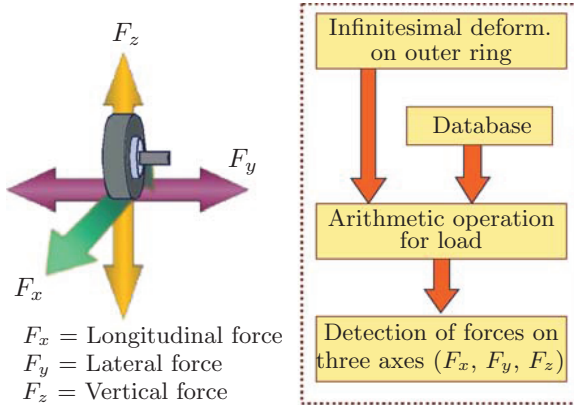 F_z
F_y
F_x
F_x = Longitudinal force
F_y = Lateral force
F_z = Vertical force
Infinitesimal deform.
on outer ring
Database
Arithmetic operation
for load
Detection of forces on
three axes (F_x, F_y, F_z)